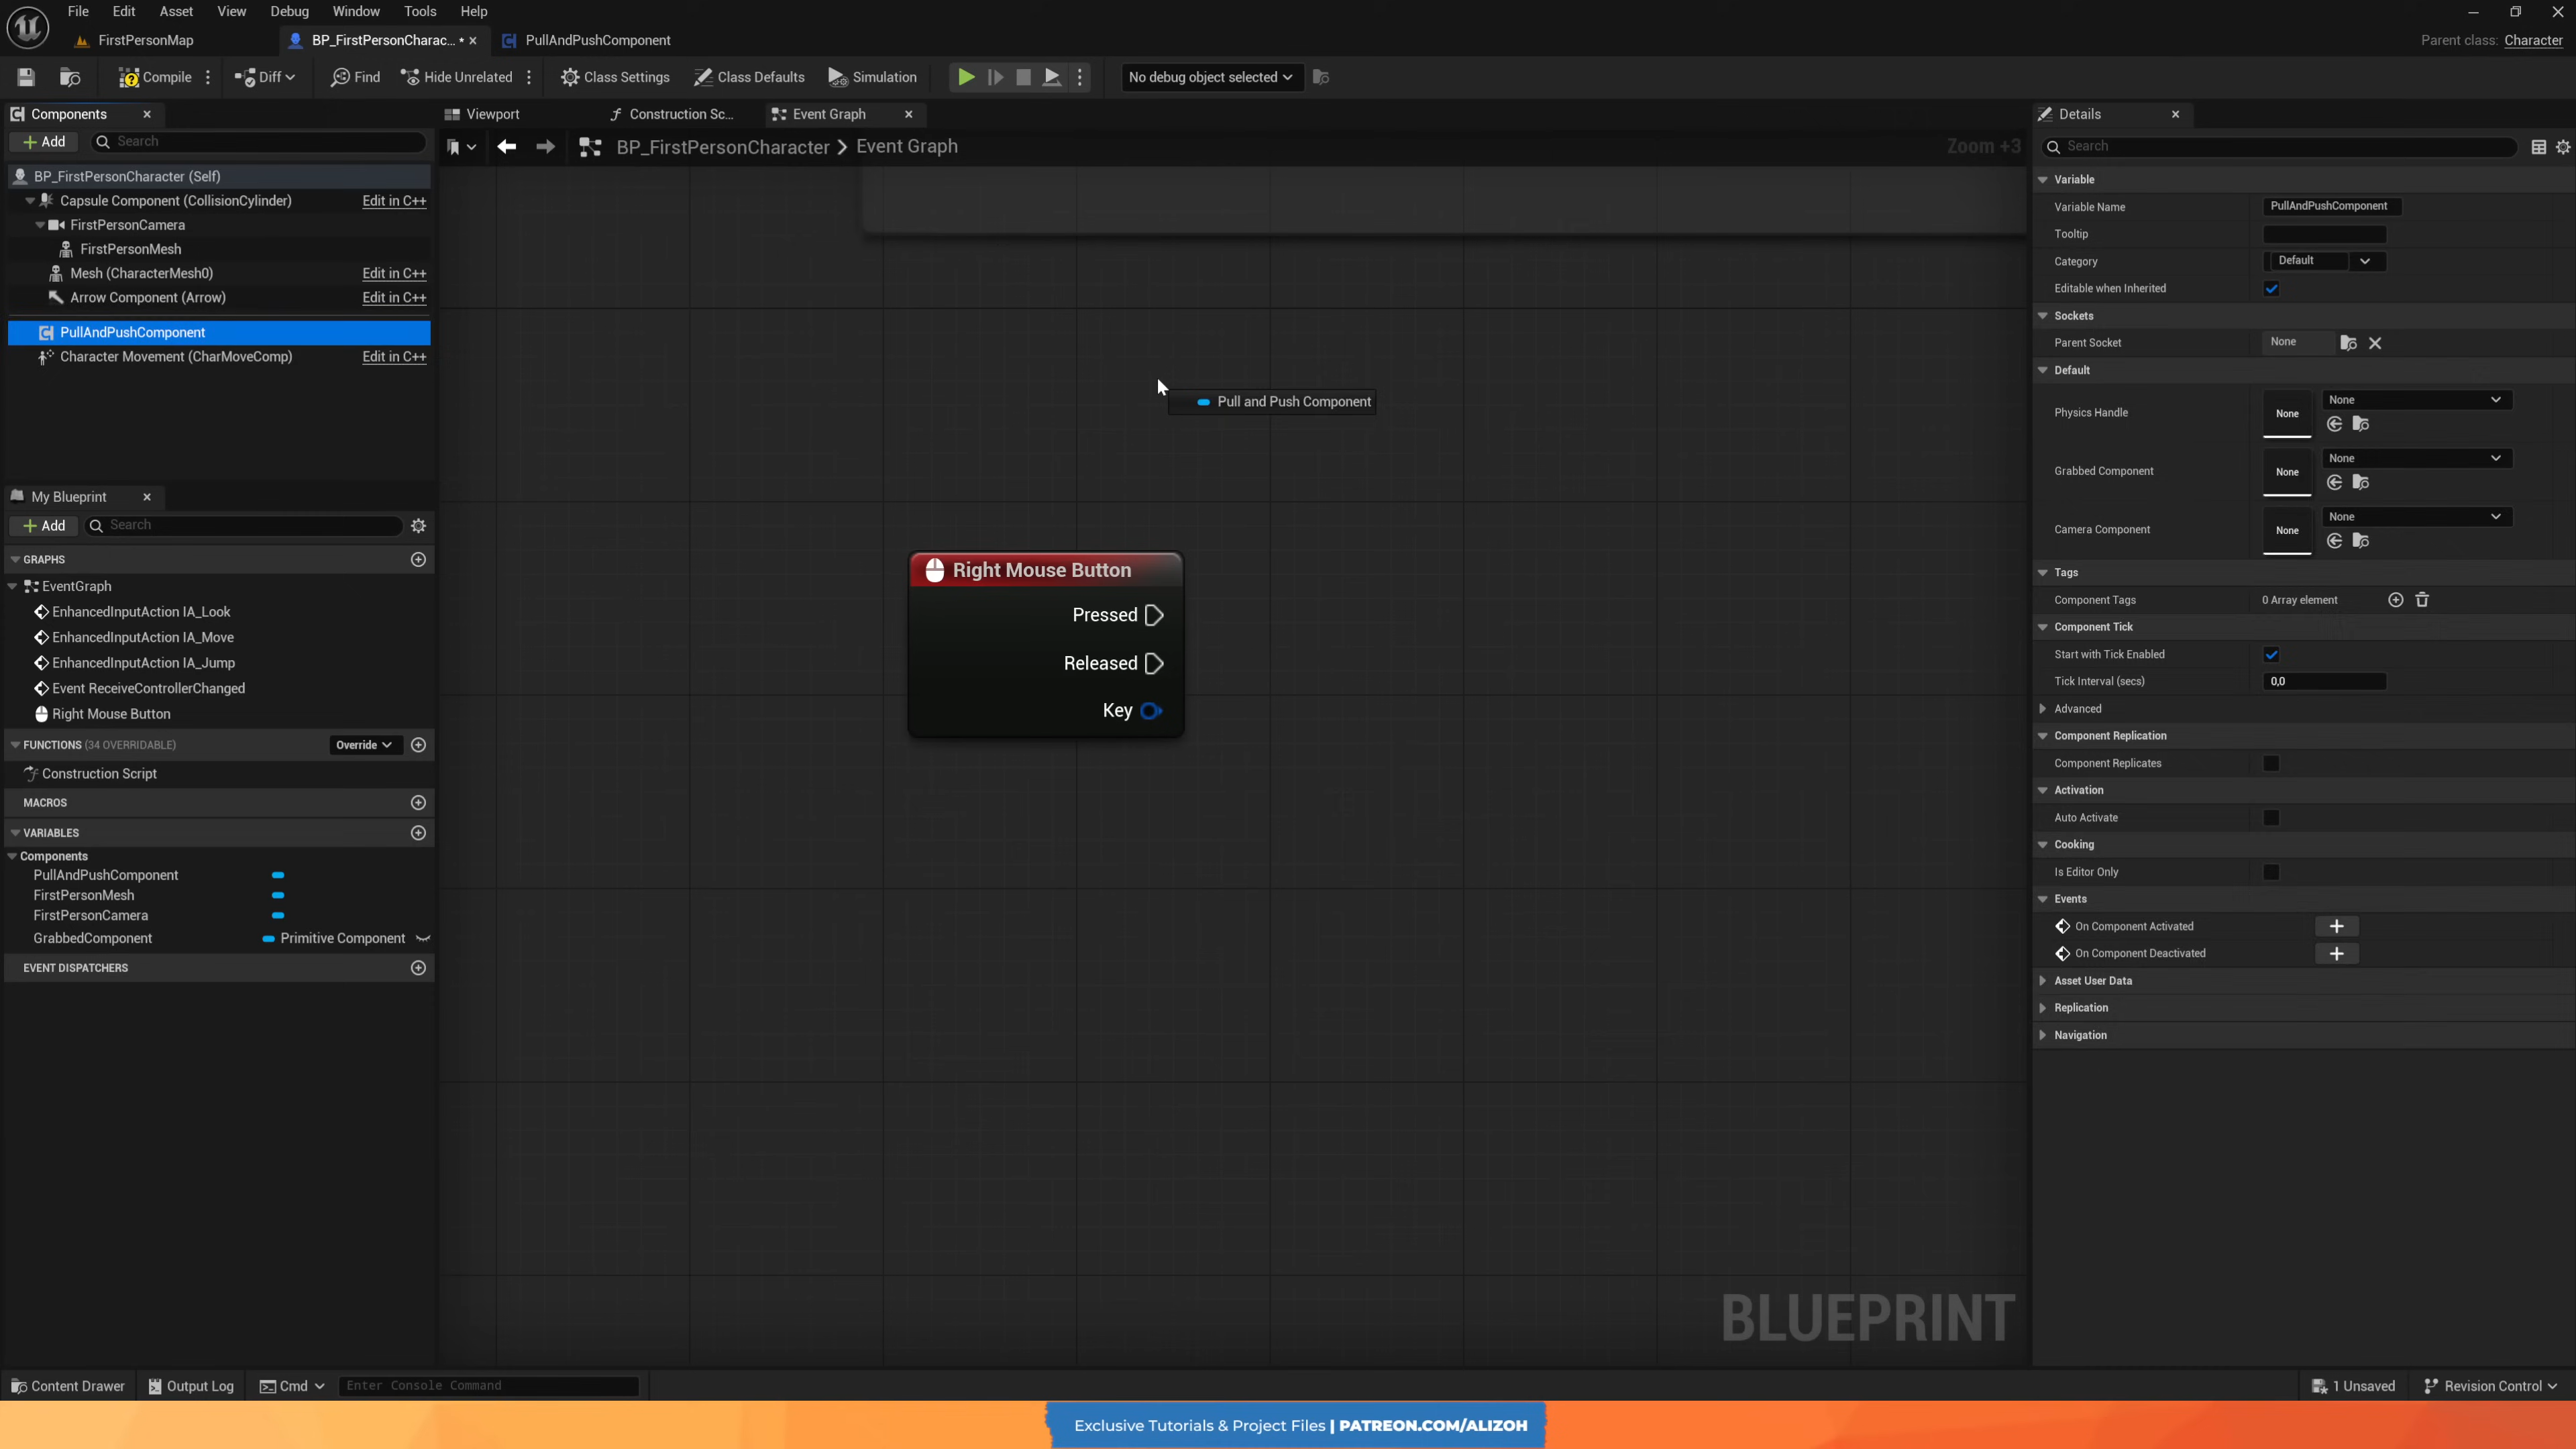 File Edit Asset View Debug Window Tools Help
FirstPersonMap
BP_FirstPersonCharac... •
PullAndPushComponent
Parent class: Character
Compile
Diff
Find
Hide Unrelated
Class Settings
Class Defaults
Simulation
No debug object selected
Components
Add
Search
BP_FirstPersonCharacter (Self)
Capsule Component (CollisionCylinder) Edit in C++
FirstPersonCamera
FirstPersonMesh
Mesh (CharacterMesh0) Edit in C++
Arrow Component (Arrow) Edit in C++
PullAndPushComponent
Character Movement (CharMoveComp) Edit in C++
My Blueprint
Add
Search
GRAPHS
EventGraph
EnhancedInputAction IA_Look
EnhancedInputAction IA_Move
EnhancedInputAction IA_Jump
Event ReceiveControllerChanged
Right Mouse Button
FUNCTIONS (34 OVERRIDABLE) Override
Construction Script
MACROS
VARIABLES
Components
PullAndPushComponent
FirstPersonMesh
FirstPersonCamera
GrabbedComponent Primitive Component
EVENT DISPATCHERS
Viewport
Construction Sc...
Event Graph
BP_FirstPersonCharacter > Event Graph
Zoom +3
Pull and Push Component
Right Mouse Button
Pressed
Released
Key
BLUEPRINT
Details
Search
Variable
Variable Name PullAndPushComponent
Tooltip
Category Default
Editable when Inherited
Sockets
Parent Socket None
Default
Physics Handle None None
Grabbed Component None None
Camera Component None None
Tags
Component Tags 0 Array element
Component Tick
Start with Tick Enabled
Tick Interval (secs) 0,0
Advanced
Component Replication
Component Replicates
Activation
Auto Activate
Cooking
Is Editor Only
Events
On Component Activated
On Component Deactivated
Asset User Data
Replication
Navigation
Content Drawer
Output Log
Cmd
Enter Console Command
1 Unsaved
Revision Control
Exclusive Tutorials & Project Files | PATREON.COM/ALIZOH